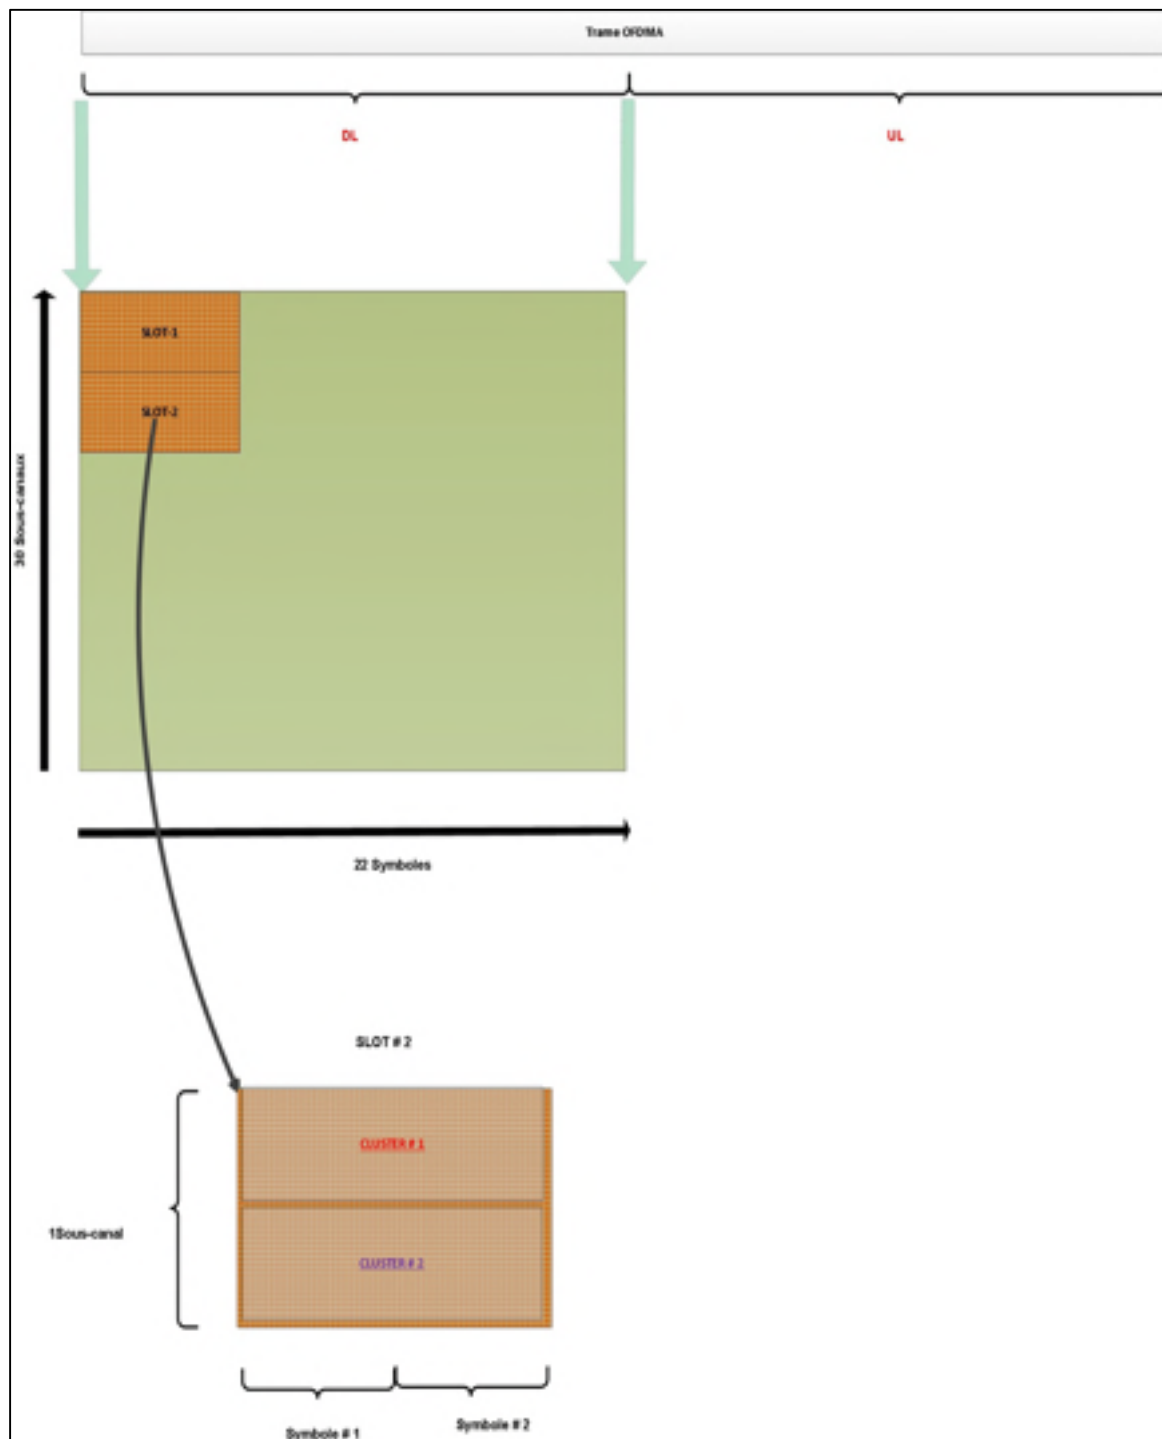 Trame OFDMA
DL
UL
SLOT-1
SLOT-2
30 Sous-canaux
22 Symboles
SLOT # 2
CLUSTER # 1
1Sous-canal
CLUSTER # 2
Symbole # 1
Symbole # 2